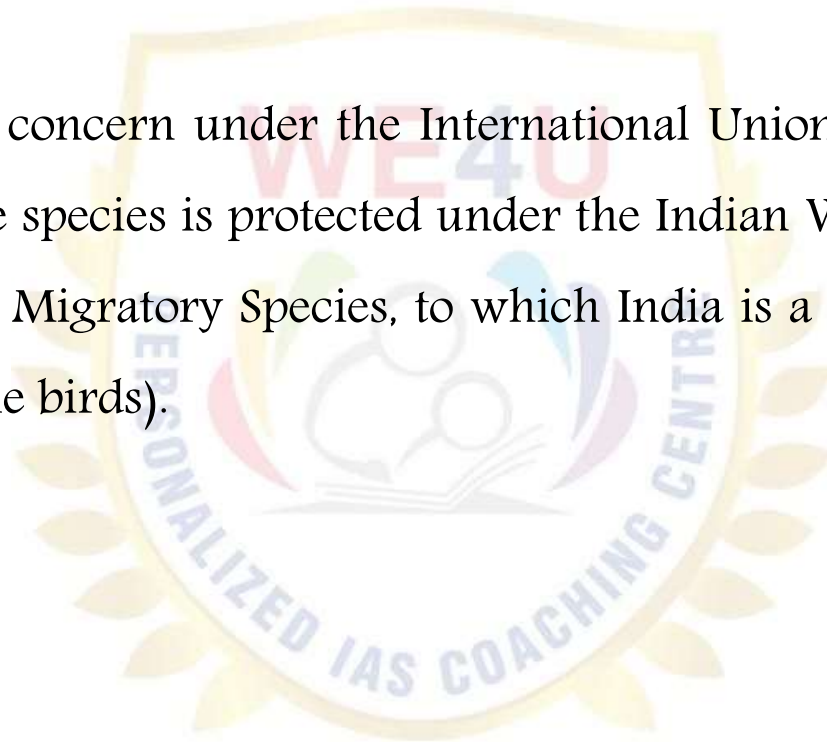 WE4U
concern under the International Union
species is protected under the Indian
Migratory Species, to which India is a
birds).
PERSONALIZED IAS COACHING CENTRE